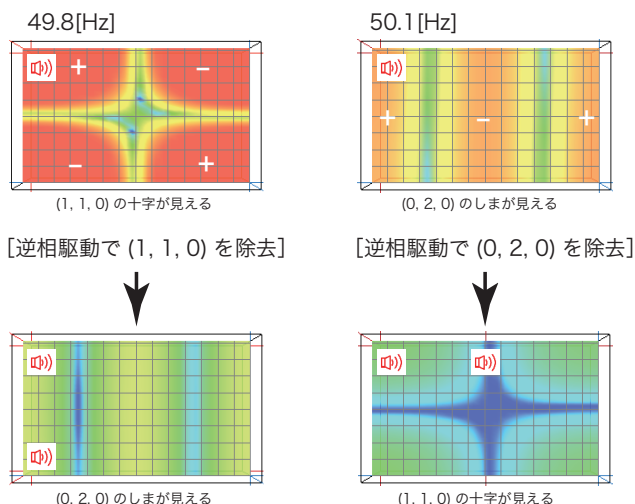 49.8[Hz]
50.1[Hz]
+ −
− +
+ − +
(1, 1, 0) の十字が見える
(0, 2, 0) のしまが見える
[逆相駆動で (1, 1, 0) を除去]
[逆相駆動で (0, 2, 0) を除去]
(0, 2, 0) のしまが見える
(1, 1, 0) の十字が見える